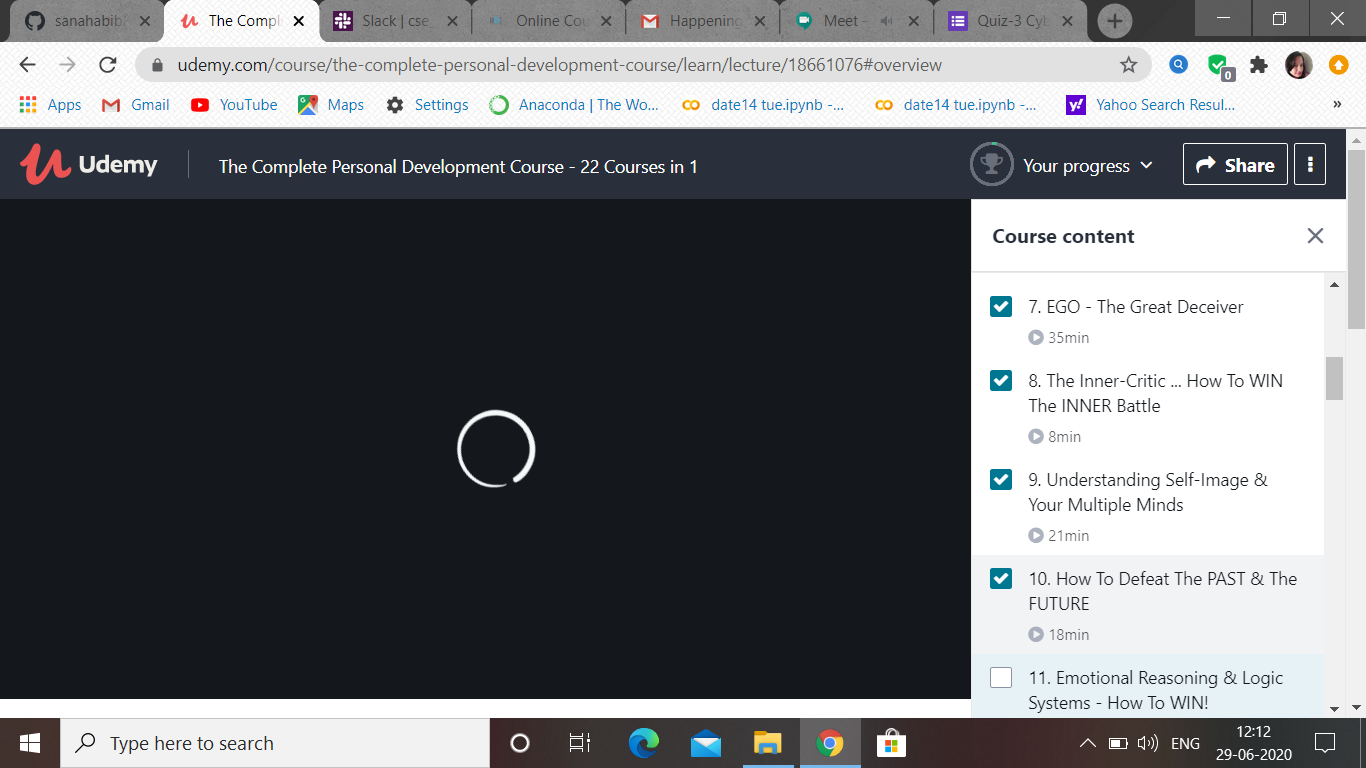 sanahabib
The Compl
Slack | cse_
Online Cou
Happening
Meet -
Quiz-3 Cyb
udemy.com/course/the-complete-personal-development-course/learn/lecture/18661076#overview
0
Apps
Gmail
YouTube
Maps
Settings
Anaconda | The Wo...
date14 tue.ipynb -...
date14 tue.ipynb -...
Yahoo Search Resul...
»
Udemy
The Complete Personal Development Course - 22 Courses in 1
Your progress
Share
Course content
7. EGO - The Great Deceiver
35min
8. The Inner-Critic ... How To WIN
The INNER Battle
8min
9. Understanding Self-Image &
Your Multiple Minds
21min
10. How To Defeat The PAST & The
FUTURE
18min
11. Emotional Reasoning & Logic
Systems - How To WIN!
Type here to search
ENG
12:12
29-06-2020